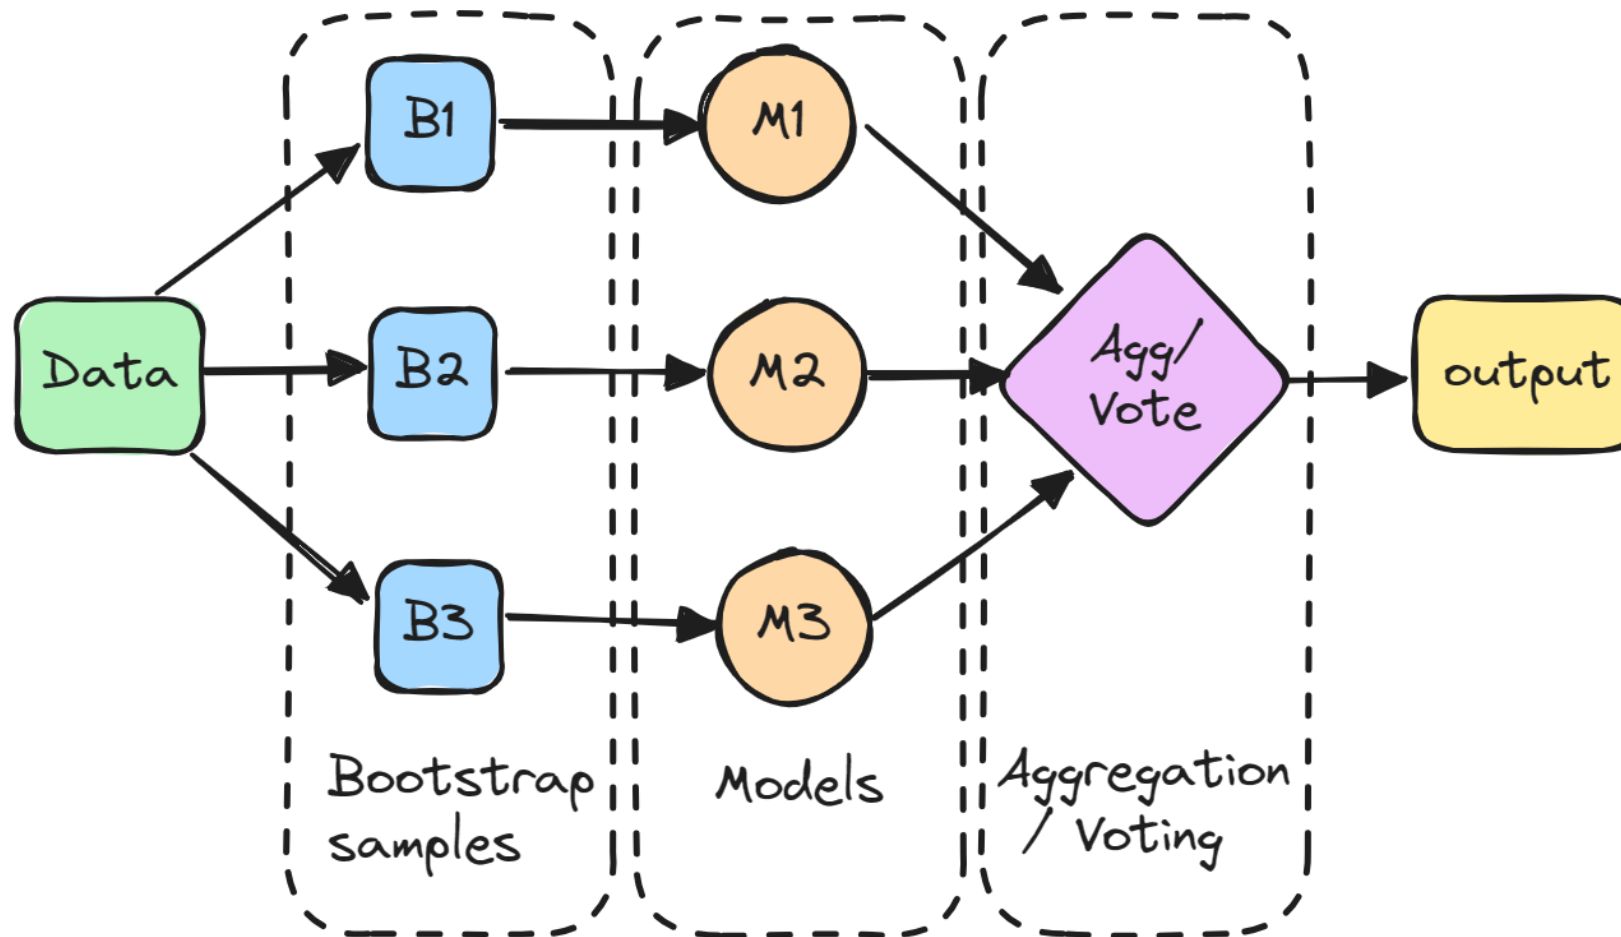 B1
M1
Data
B2
M2
Agg/
Vote
output
B3
M3
Bootstrap
samples
Models
Aggregation
/ Voting